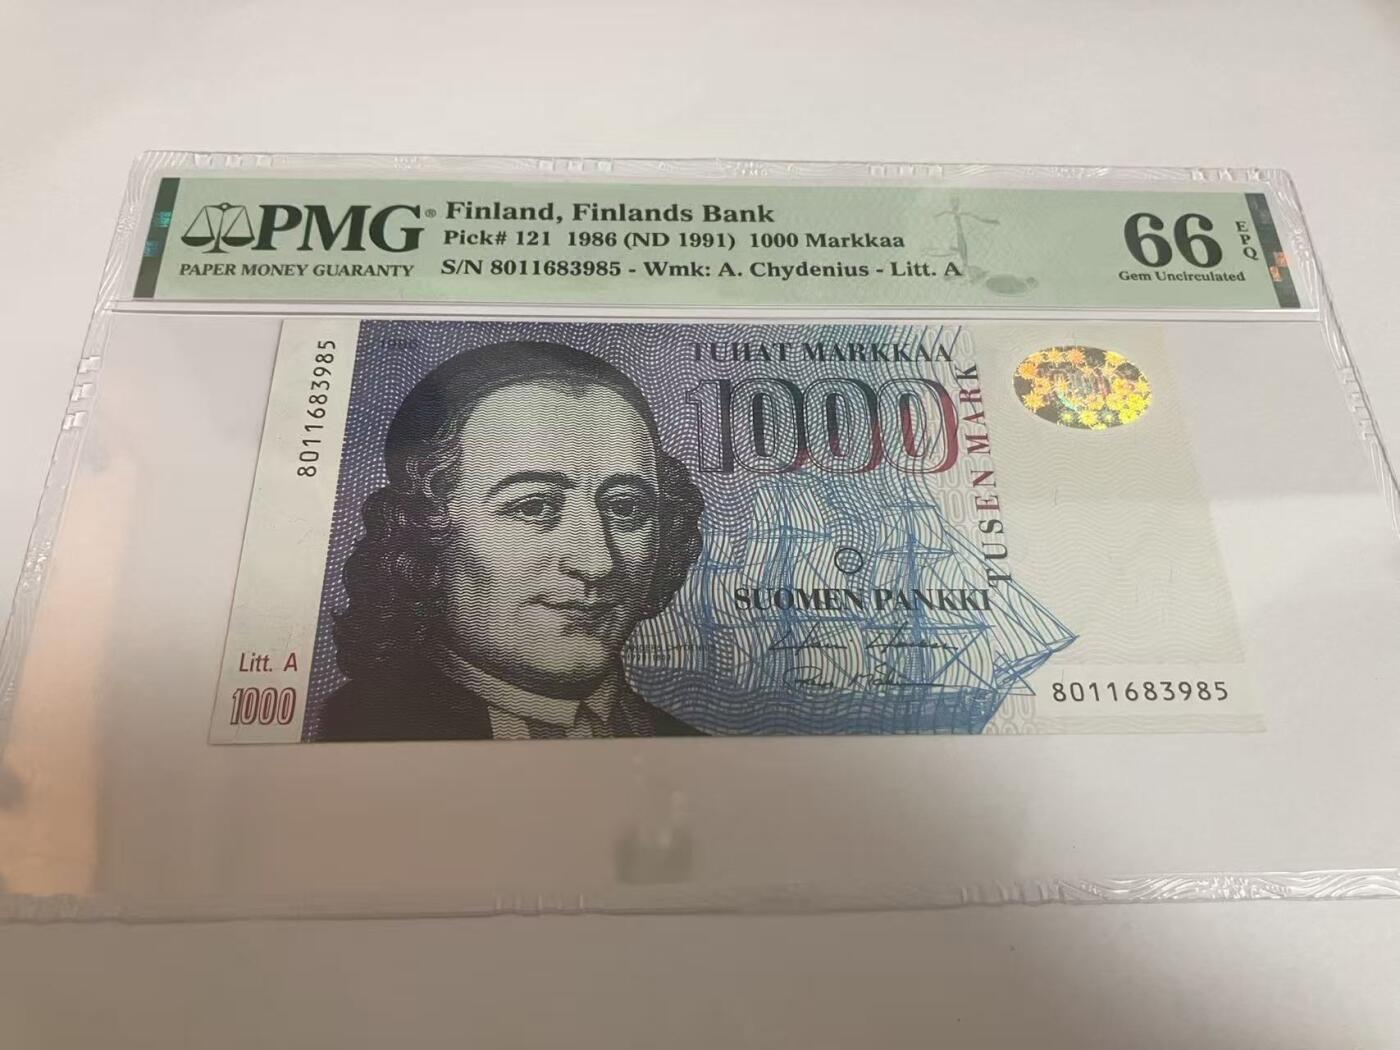 PMG®
PAPER MONEY GUARANTY
Finland, Finlands Bank
Pick# 121 1986 (ND 1991) 1000 Markkaa
S/N 8011683985 - Wmk: A. Chydenius - Litt. A
66
EPQ
Gem Uncirculated
8011683985
1986
TUHAT MARKKAA
1000
TUSEN MARK
SUOMEN PANKKI
Litt. A
1000
8011683985